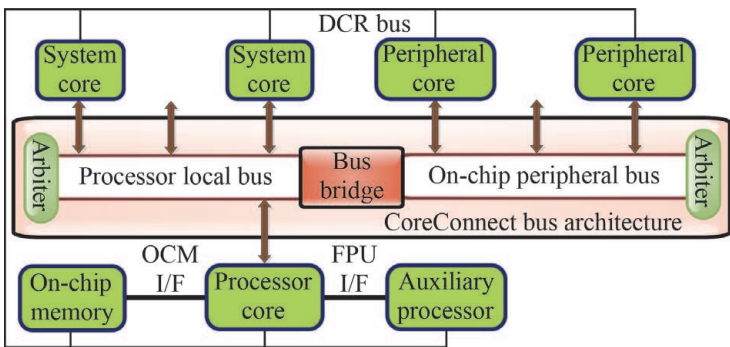 DCR bus
System
core
System
core
Peripheral
core
Peripheral
core
Arbiter
Processor local bus
Bus
bridge
On-chip peripheral bus
Arbiter
CoreConnect bus architecture
OCM
I/F
FPU
I/F
On-chip
memory
Processor
core
Auxiliary
processor